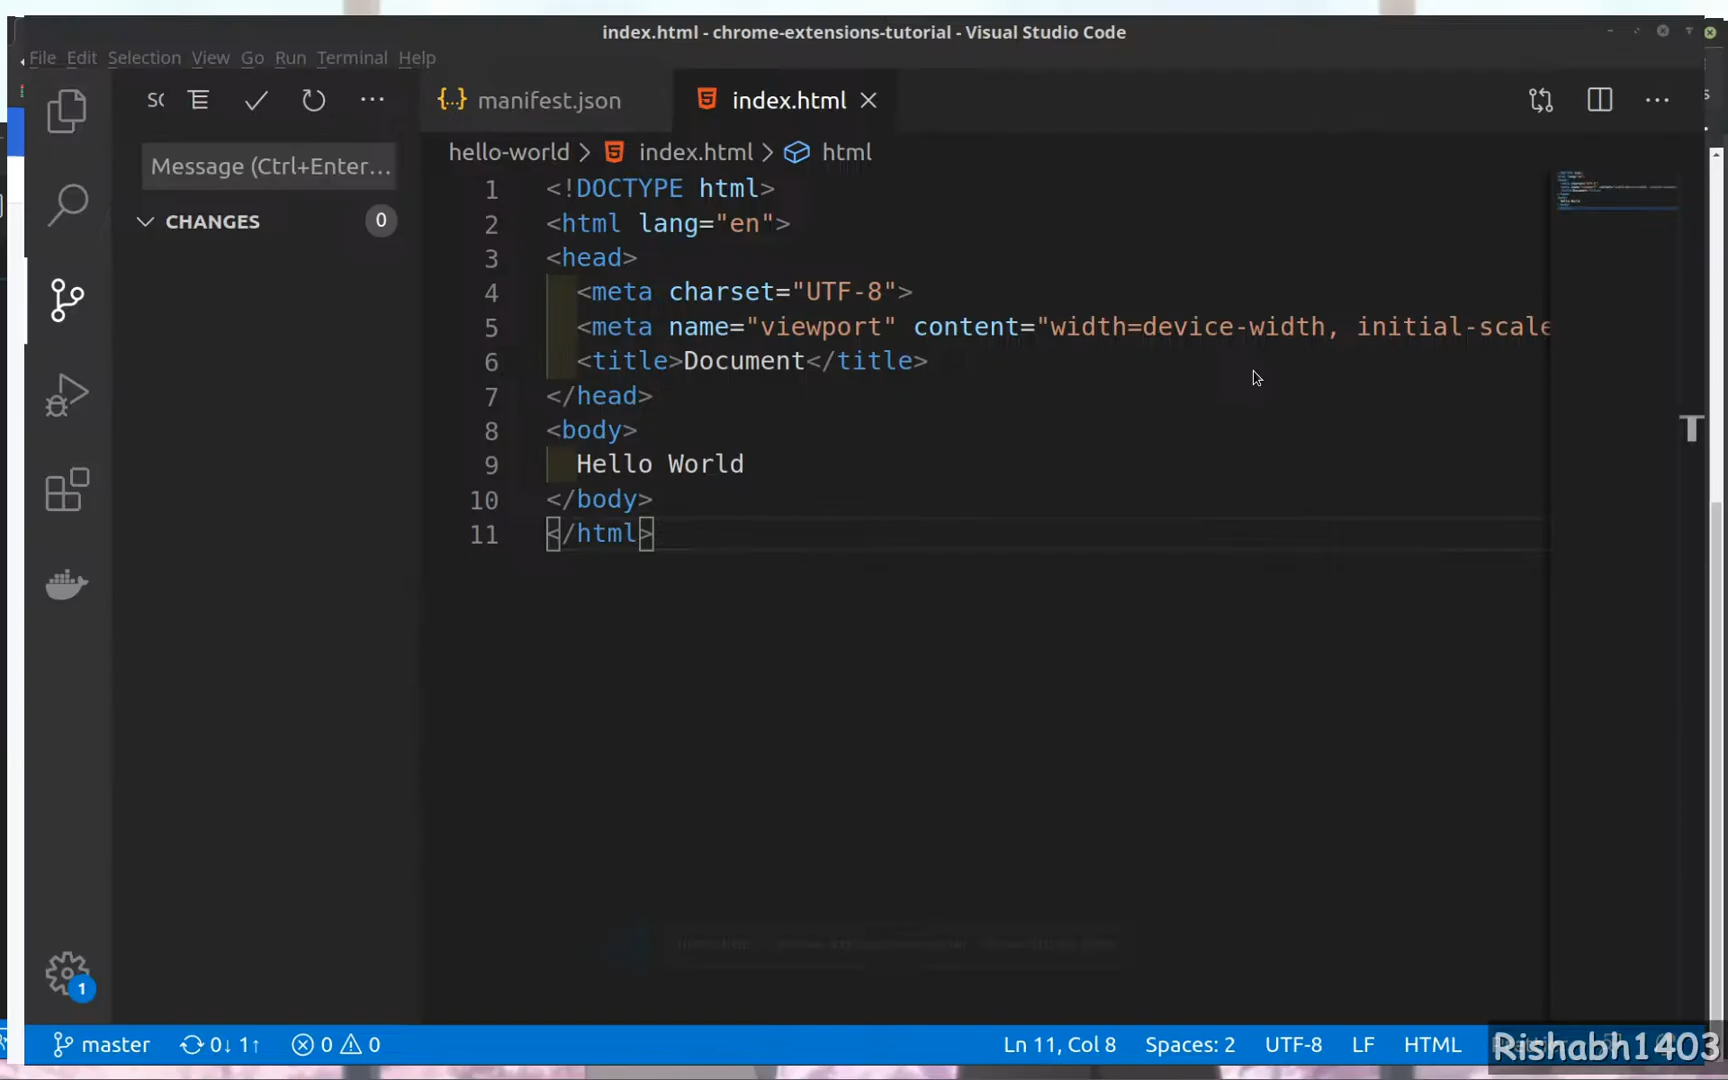 index.html - chrome-extensions-tutorial - Visual Studio Code
File Edit Selection View Go Run Terminal Help
manifest.json
index.html
Message (Ctrl+Enter...
hello-world > index.html > html
CHANGES 0
1 <!DOCTYPE html>
2 <html lang="en">
3 <head>
4 <meta charset="UTF-8">
5 <meta name="viewport" content="width=device-width, initial-scale
6 <title>Document</title>
7 </head>
8 <body>
9 Hello World
10 </body>
11 </html>
1
master 0↓ 1↑ 0 0 Ln 11, Col 8 Spaces: 2 UTF-8 LF HTML
Rishabh1403